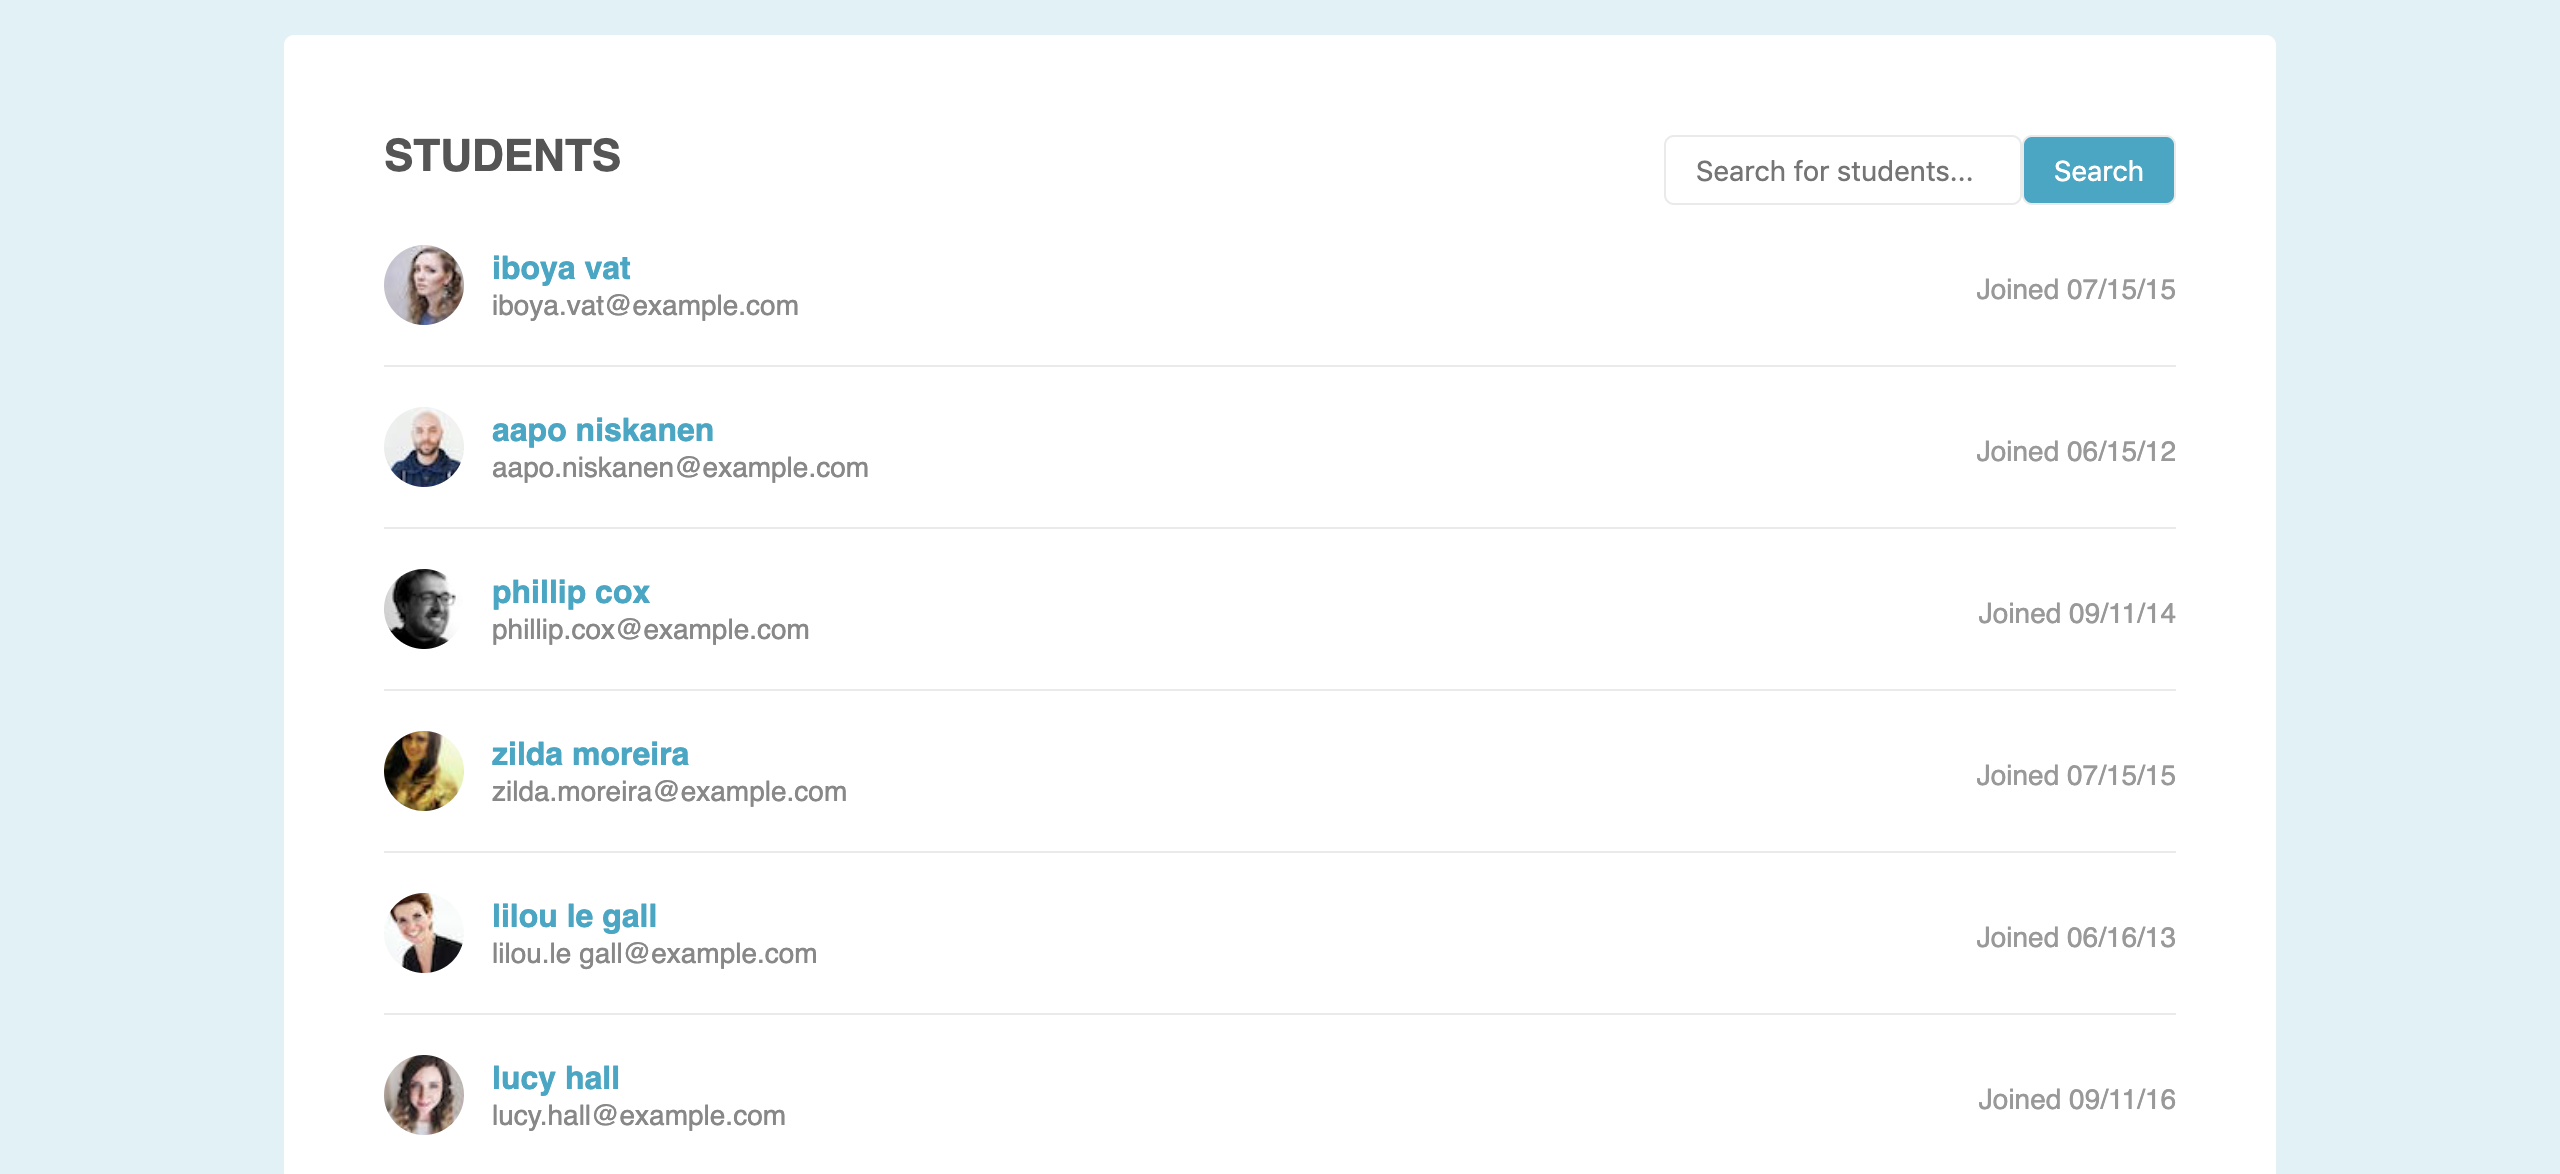 STUDENTS
Search for students... Search
iboya vat
iboya.vat@example.com
Joined 07/15/15
aapo niskanen
aapo.niskanen@example.com
Joined 06/15/12
phillip cox
phillip.cox@example.com
Joined 09/11/14
zilda moreira
zilda.moreira@example.com
Joined 07/15/15
lilou le gall
lilou.le gall@example.com
Joined 06/16/13
lucy hall
lucy.hall@example.com
Joined 09/11/16